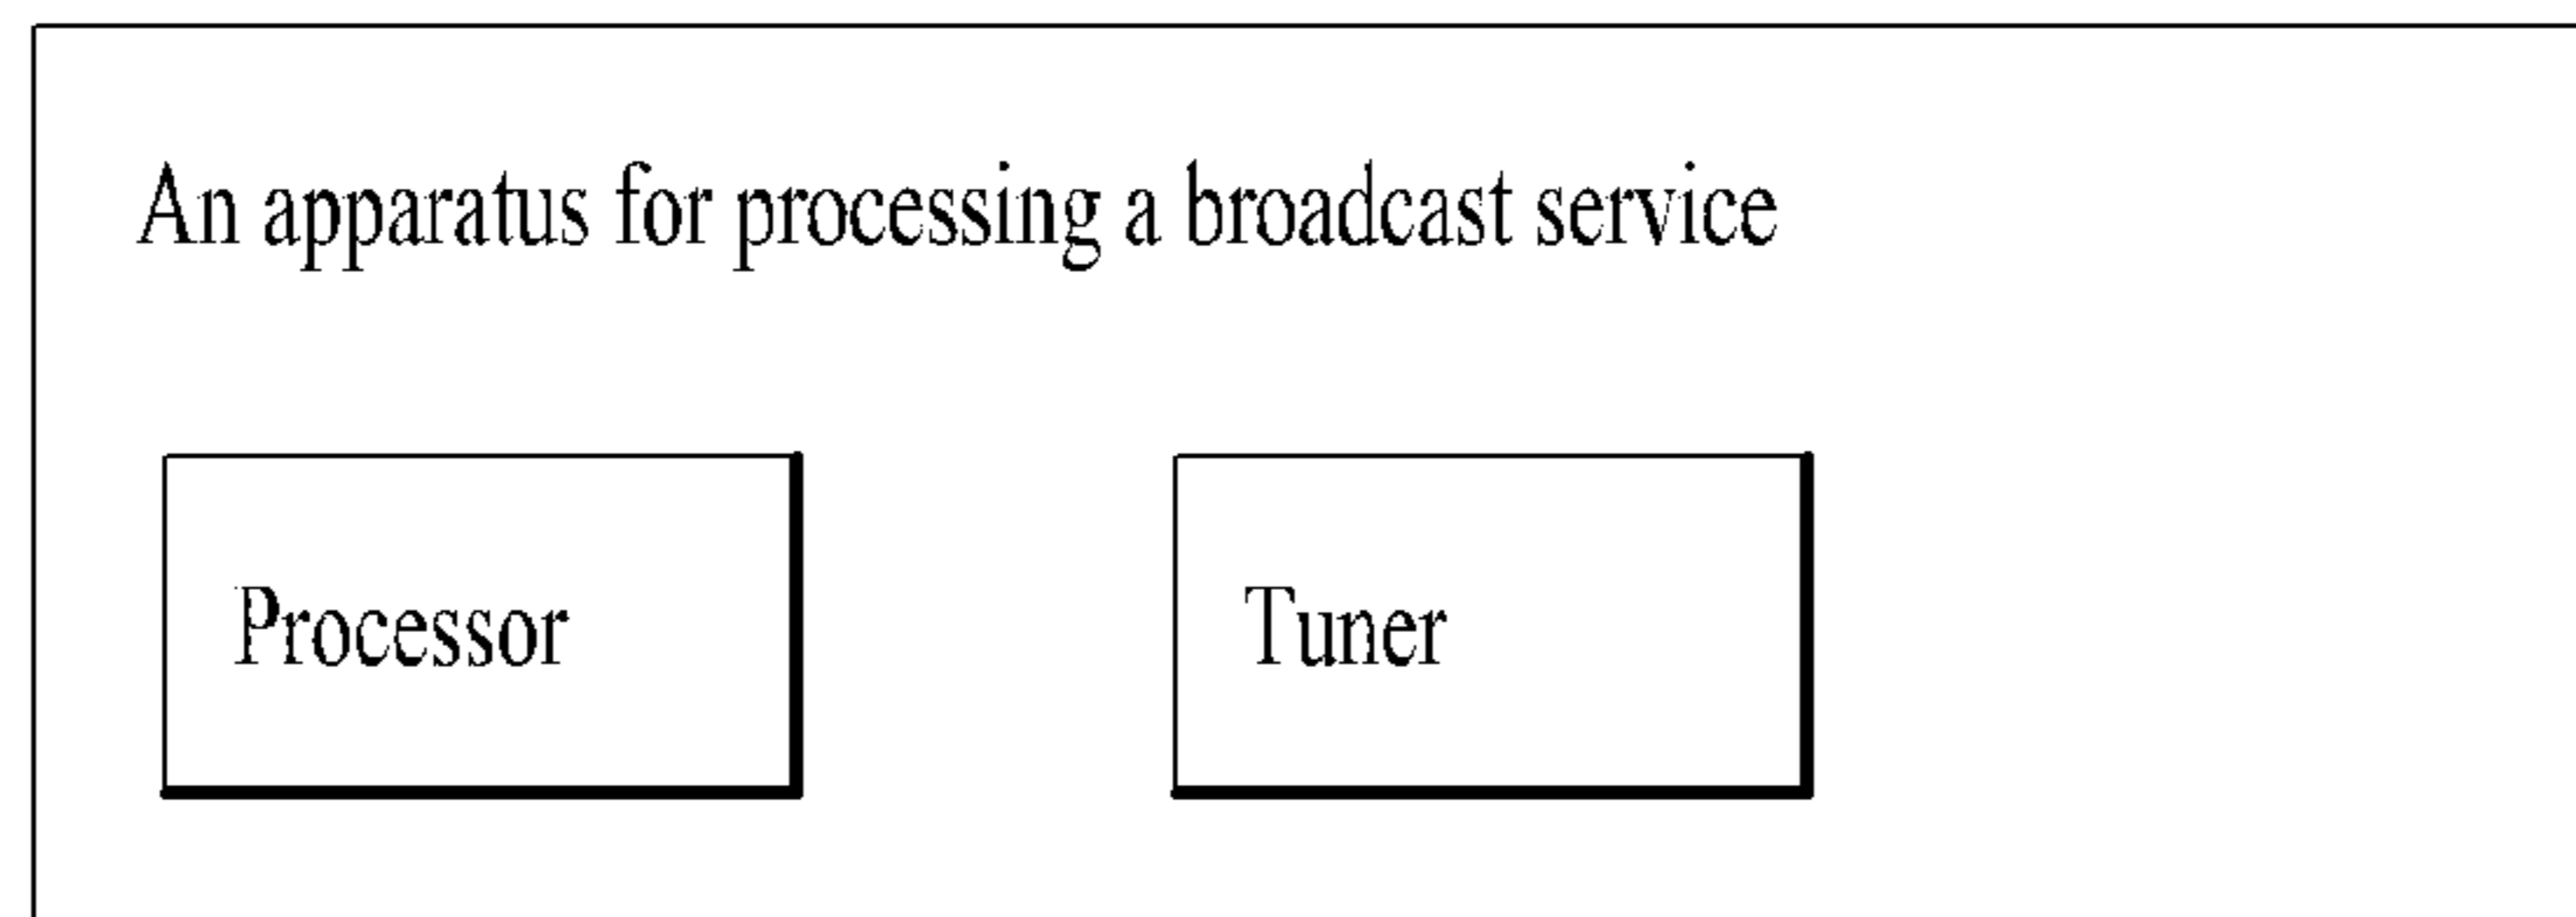 An apparatus for processing a broadcast service
Processor
Tuner